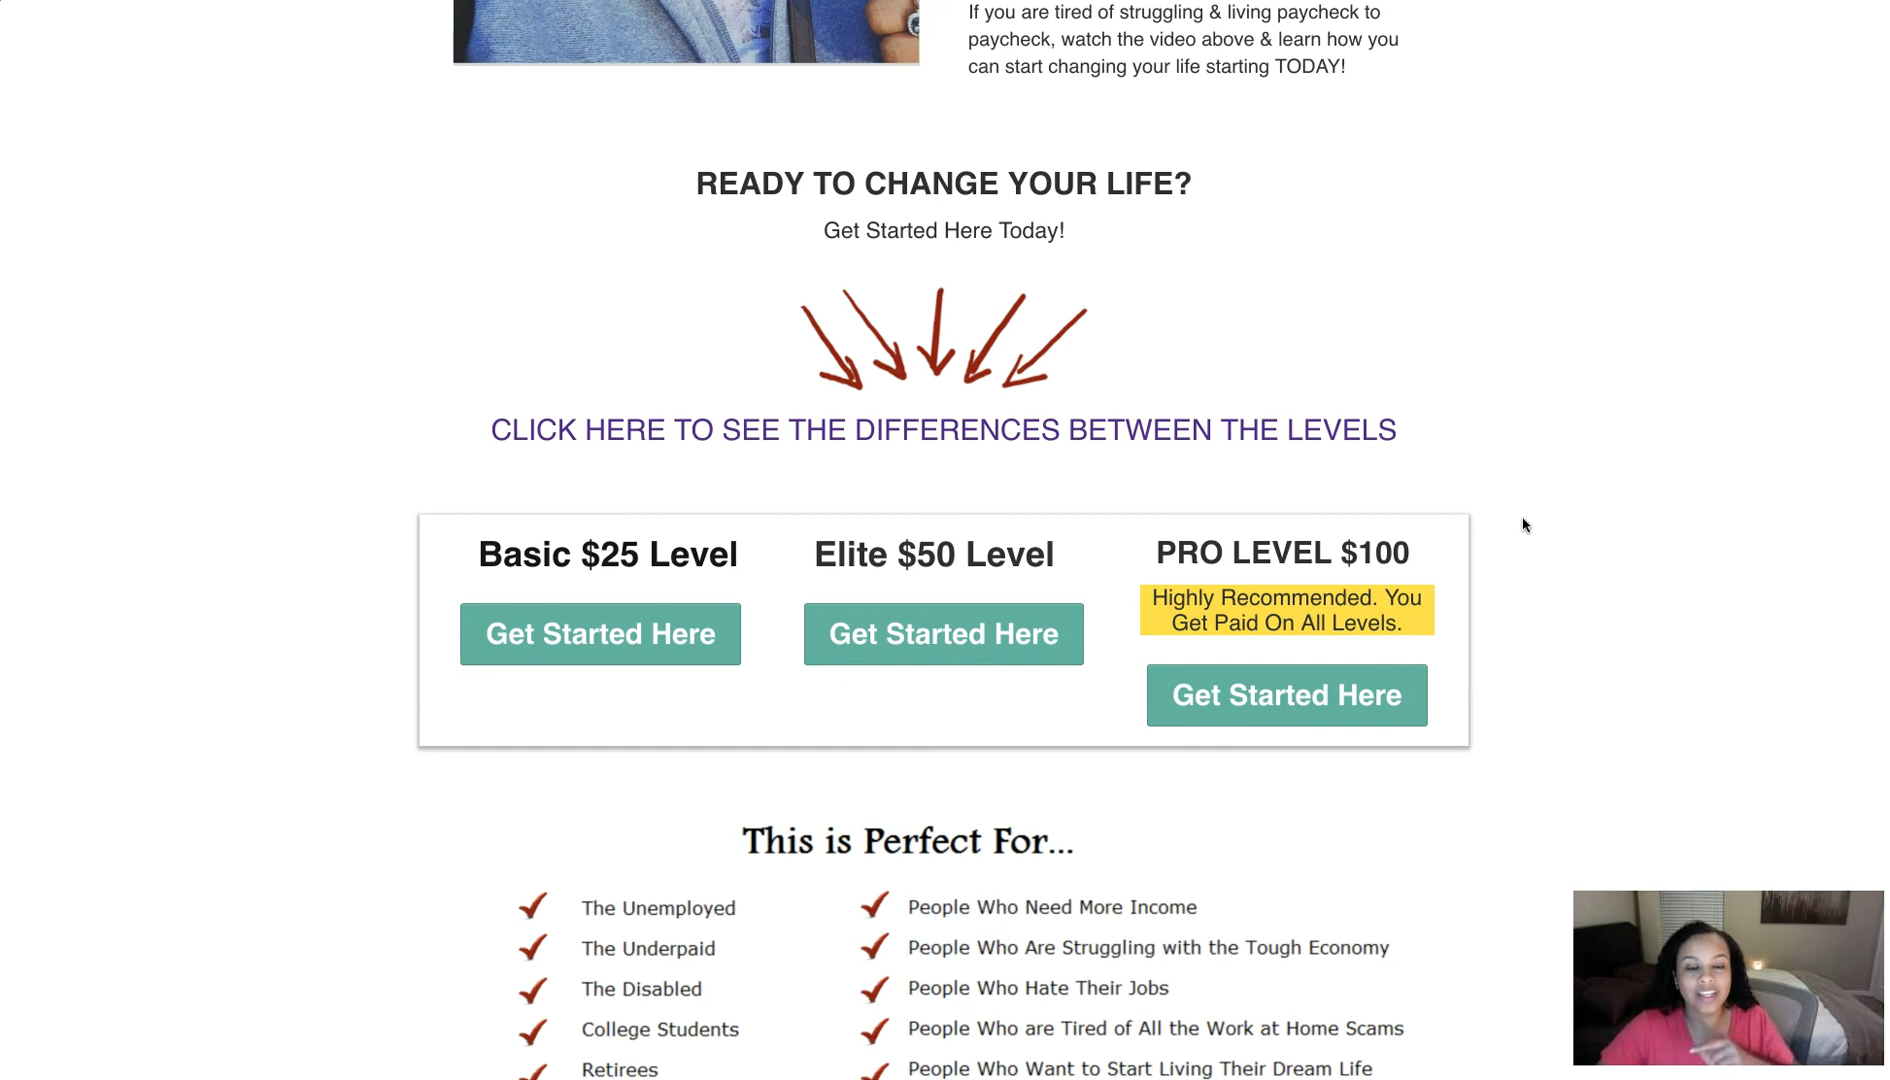 If you are tired of struggling & living paycheck to
paycheck, watch the video above & learn how you
can start changing your life starting TODAY!
READY TO CHANGE YOUR LIFE?
Get Started Here Today!
CLICK HERE TO SEE THE DIFFERENCES BETWEEN THE LEVELS
Basic $25 Level
Get Started Here
Elite $50 Level
Get Started Here
PRO LEVEL $100
Highly Recommended. You
Get Paid On All Levels.
Get Started Here
This is Perfect For...
The Unemployed
The Underpaid
The Disabled
College Students
Retirees
People Who Need More Income
People Who Are Struggling with the Tough Economy
People Who Hate Their Jobs
People Who are Tired of All the Work at Home Scams
People Who Want to Start Living Their Dream Life